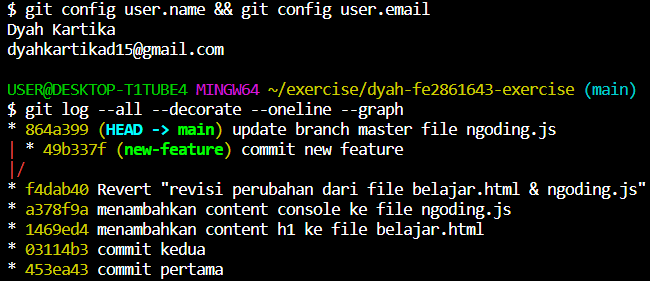 $ git config user.name && git config user.email
Dyah Kartika
dyahkartikad15@gmail.com
USER@DESKTOP-T1TUBE4 MINGW64 ~/exercise/dyah-fe2861643-exercise (main)
$ git log --all --decorate --oneline --graph
* 864a399 (HEAD -> main) update branch master file ngoding.js
| * 49b337f (new-feature) commit new feature
|/
* f4dab40 Revert "revisi perubahan dari file belajar.html & ngoding.js"
* a378f9a menambahkan content console ke file ngoding.js
* 1469ed4 menambahkan content h1 ke file belajar.html
* 03114b3 commit kedua
* 453ea43 commit pertama